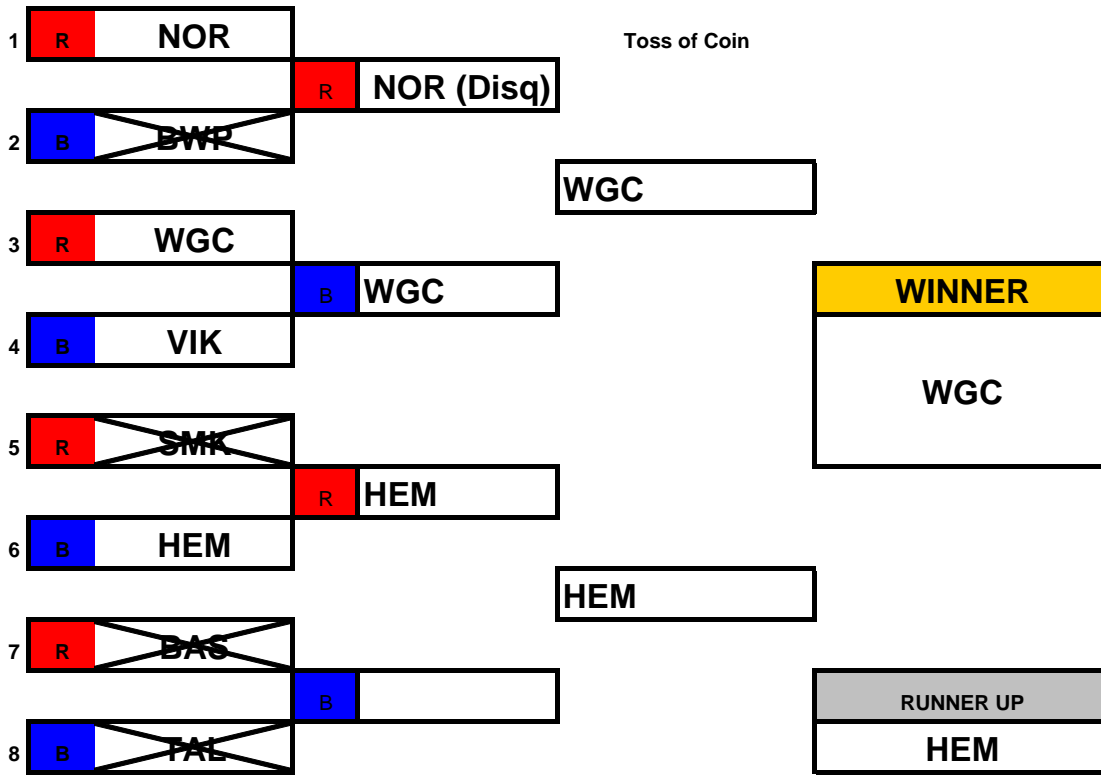 1 R NOR
Toss of Coin
R NOR (Disq)
2 B BWP
WGC
3 R WGC
B WGC
WINNER
4 B VIK
WGC
5 R SMK
R HEM
6 B HEM
HEM
7 R BAS
B
RUNNER UP
8 B TAL
HEM